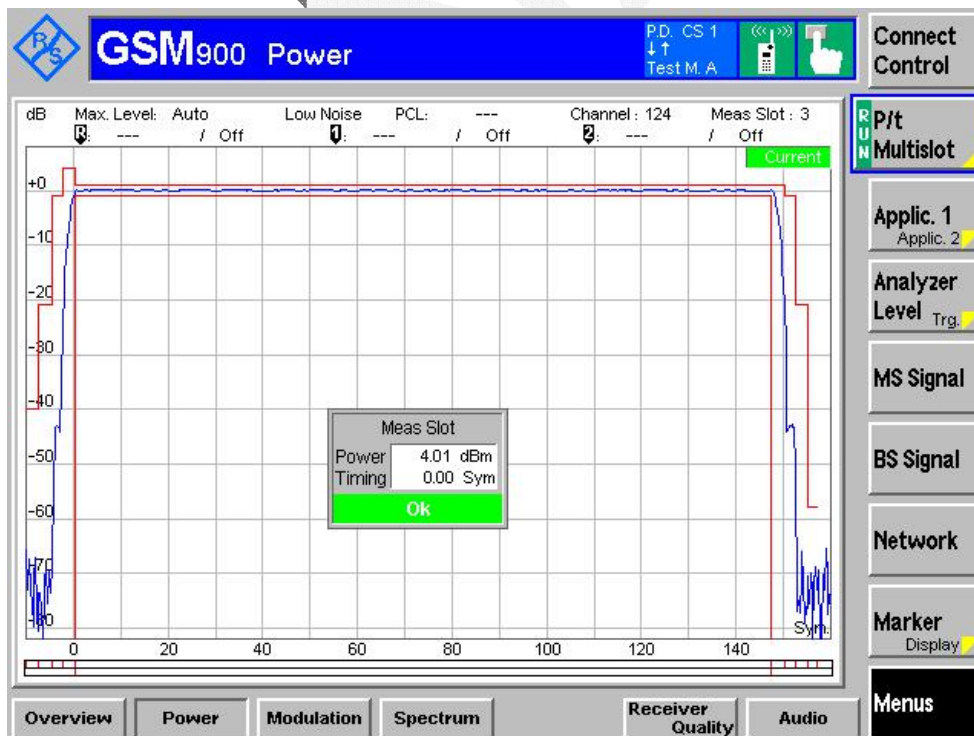 R/S
GSM900 Power
P.D. CS 1
↓↑
Test M. A
Connect Control
dB Max. Level: Auto Low Noise PCL: --- Channel : 124 Meas Slot : 3
R: --- / Off 1: --- / Off 2: --- / Off
Current
RUN
P/t Multislot
Applic. 1
Applic. 2
Analyzer Level
Trg.
MS Signal
BS Signal
Network
Marker
Display
Menus
+0
-10
-20
-30
-40
-50
-60
-70
-80
Meas Slot
Power 4.01 dBm
Timing 0.00 Sym
Ok
Sym.
0 20 40 60 80 100 120 140
Overview Power Modulation Spectrum Receiver Quality Audio